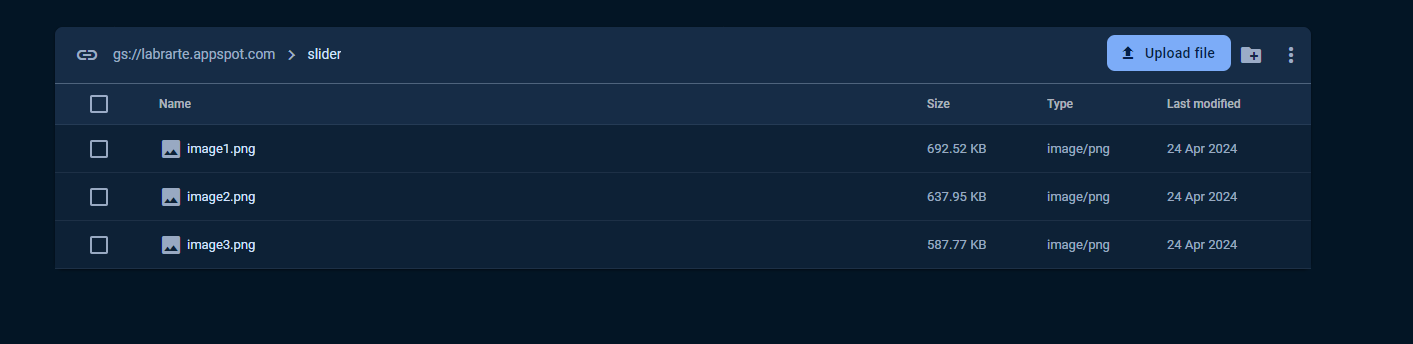 gs://labrarte.appspot.com > slider Upload file
Name Size Type Last modified
image1.png 692.52 KB image/png 24 Apr 2024
image2.png 637.95 KB image/png 24 Apr 2024
image3.png 587.77 KB image/png 24 Apr 2024